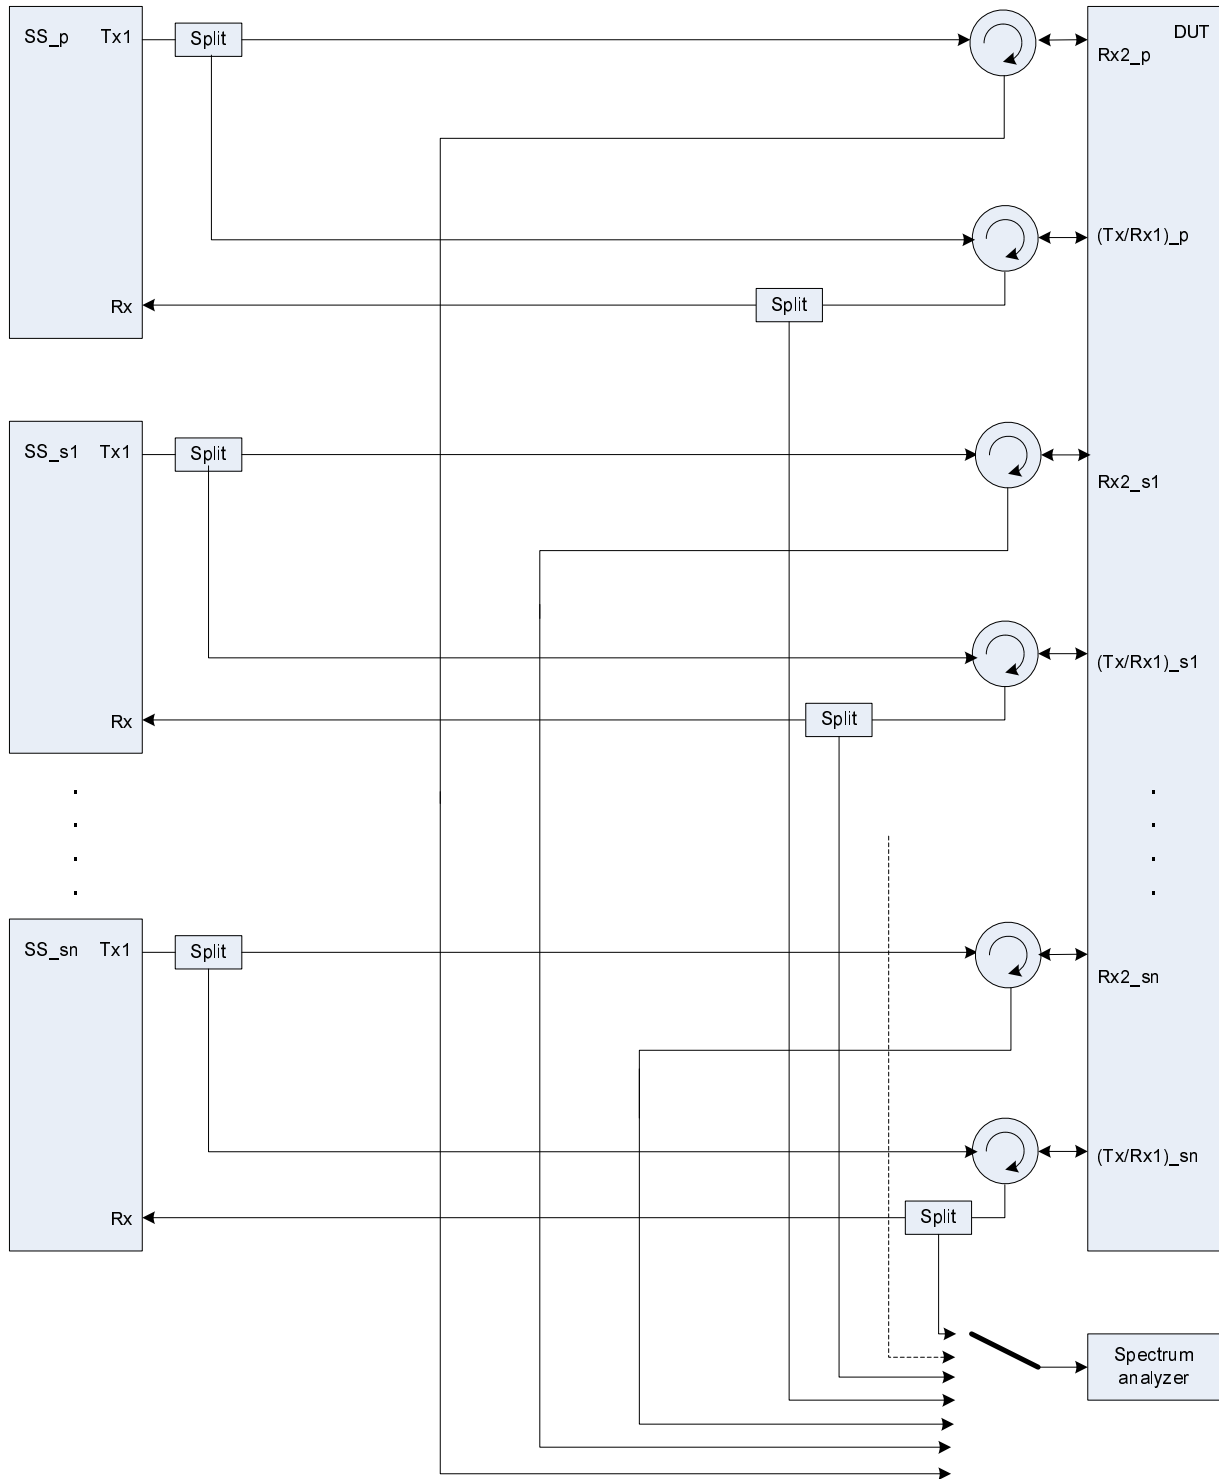 SS_p Tx1
Split
DUT
Rx2_p
(Tx/Rx1)_p
Rx
Split
SS_s1 Tx1
Split
Rx2_s1
(Tx/Rx1)_s1
Rx
Split
SS_sn Tx1
Split
Rx2_sn
(Tx/Rx1)_sn
Rx
Split
Spectrum
analyzer